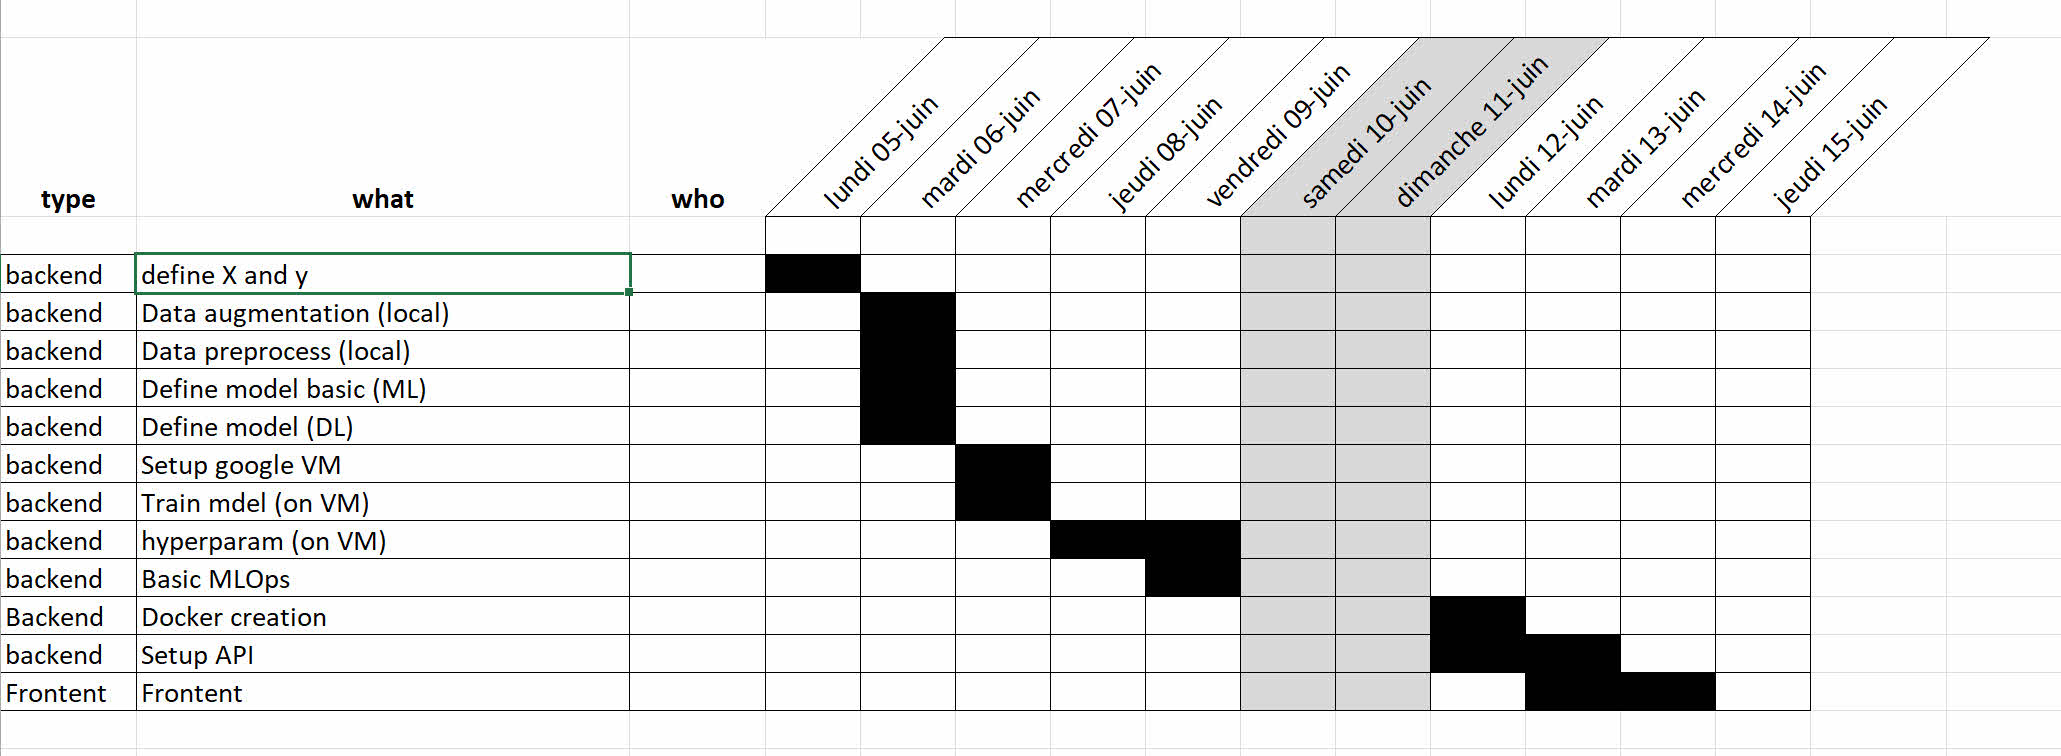 type what who lundi 05-juin mardi 06-juin mercredi 07-juin jeudi 08-juin vendredi 09-juin samedi 10-juin dimanche 11-juin lundi 12-juin mardi 13-juin mercredi 14-juin jeudi 15-juin
backend define X and y
backend Data augmentation (local)
backend Data preprocess (local)
backend Define model basic (ML)
backend Define model (DL)
backend Setup google VM
backend Train mdel (on VM)
backend hyperparam (on VM)
backend Basic MLOps
Backend Docker creation
backend Setup API
Frontent Frontent